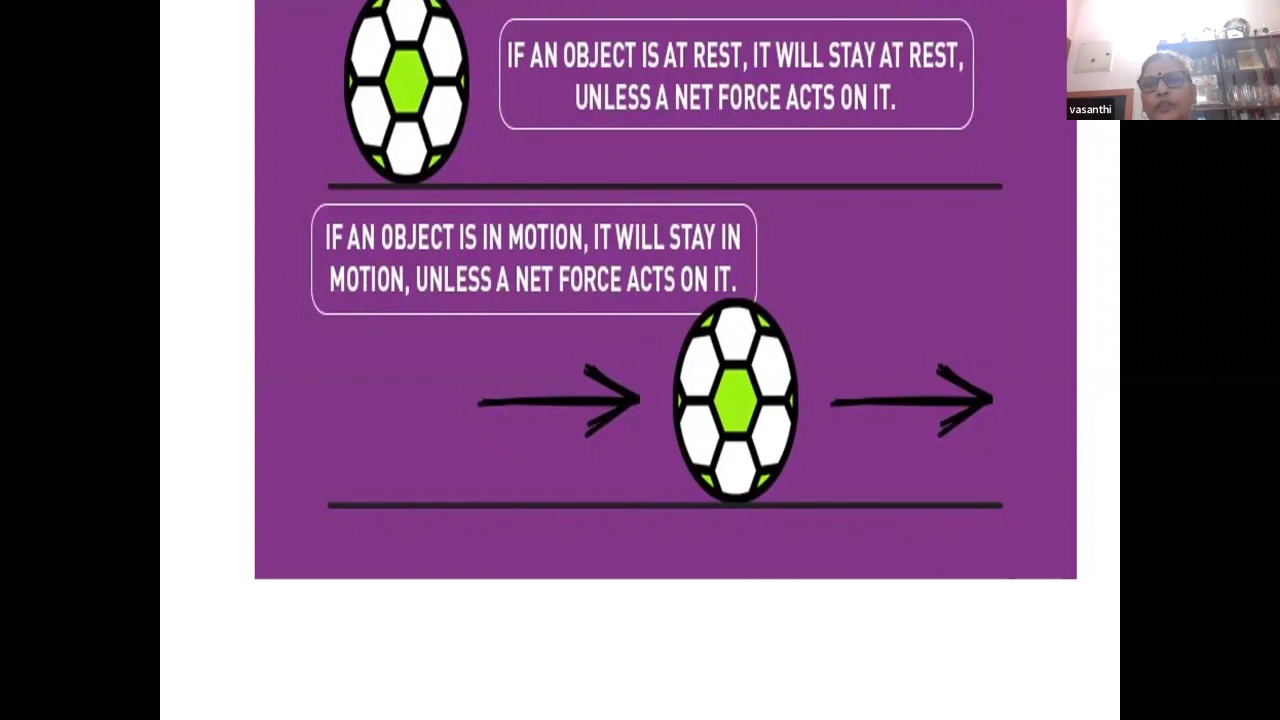 IF AN OBJECT IS AT REST, IT WILL STAY AT REST,
UNLESS A NET FORCE ACTS ON IT.
vasanthi
IF AN OBJECT IS IN MOTION, IT WILL STAY IN
MOTION, UNLESS A NET FORCE ACTS ON IT.